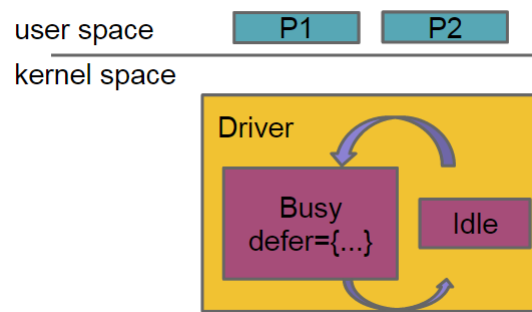 user space
P1
P2
kernel space
Driver
Busy
defer={...}
Idle